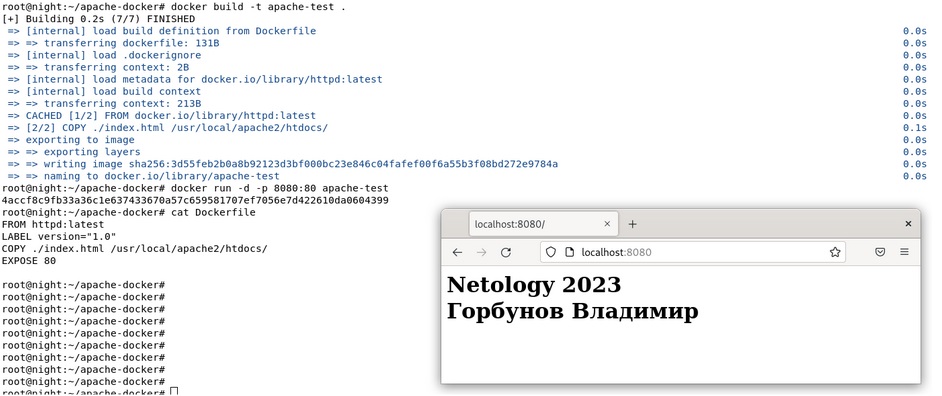 root@night:~/apache-docker# docker build -t apache-test .
[+] Building 0.2s (7/7) FINISHED
=> [internal] load build definition from Dockerfile 0.0s
=> => transferring dockerfile: 131B 0.0s
=> [internal] load .dockerignore 0.0s
=> => transferring context: 2B 0.0s
=> [internal] load metadata for docker.io/library/httpd:latest 0.0s
=> [internal] load build context 0.0s
=> => transferring context: 213B 0.0s
=> CACHED [1/2] FROM docker.io/library/httpd:latest 0.0s
=> [2/2] COPY ./index.html /usr/local/apache2/htdocs/ 0.1s
=> exporting to image 0.0s
=> => exporting layers 0.0s
=> => writing image sha256:3d55feb2b0a8b92123d3bf000bc23e846c04fafef00f6a55b3f08bd272e9784a 0.0s
=> => naming to docker.io/library/apache-test 0.0s
root@night:~/apache-docker# docker run -d -p 8080:80 apache-test
4accf8c9fb33a36c1e637433670a57c659581707ef7056e7d422610da0604399
root@night:~/apache-docker# cat Dockerfile
FROM httpd:latest
LABEL version="1.0"
COPY ./index.html /usr/local/apache2/htdocs/
EXPOSE 80
root@night:~/apache-docker#
root@night:~/apache-docker#
root@night:~/apache-docker#
root@night:~/apache-docker#
root@night:~/apache-docker#
root@night:~/apache-docker#
root@night:~/apache-docker#
root@night:~/apache-docker#
root@night:~/apache-docker#
root@night:~/apache-docker#
localhost:8080/
localhost:8080
Netology 2023
Горбунов Владимир